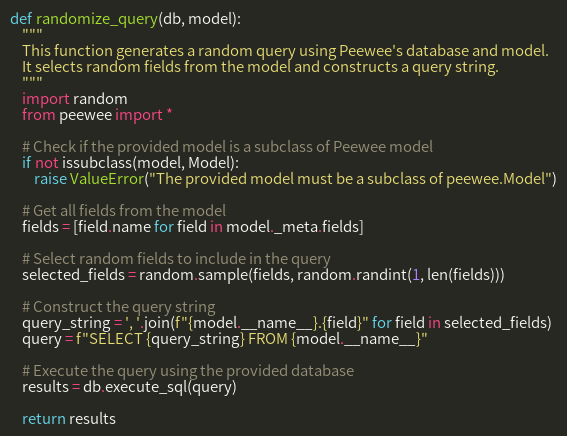 def randomize_query(db, model):
    """
    This function generates a random query using Peewee's database and model.
    It selects random fields from the model and constructs a query string.
    """
    import random
    from peewee import *

    # Check if the provided model is a subclass of Peewee model
    if not issubclass(model, Model):
        raise ValueError("The provided model must be a subclass of peewee.Model")

    # Get all fields from the model
    fields = [field.name for field in model._meta.fields]

    # Select random fields to include in the query
    selected_fields = random.sample(fields, random.randint(1, len(fields)))

    # Construct the query string
    query_string = ', '.join(f"{model.__name__}.{field}" for field in selected_fields)
    query = f"SELECT {query_string} FROM {model.__name__}"

    # Execute the query using the provided database
    results = db.execute_sql(query)

    return results